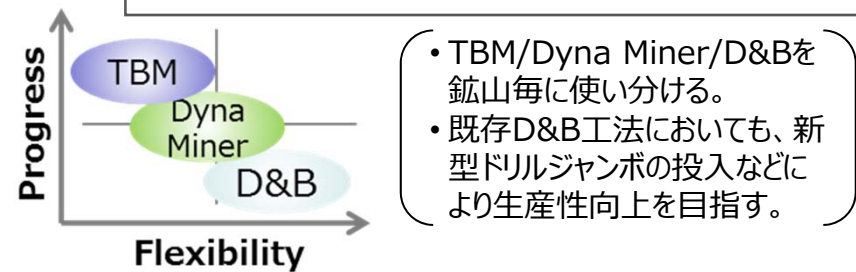 Progress
TBM
Dyna
Miner
D&B
Flexibility
• TBM/Dyna Miner/D&Bを
鉱山毎に使い分ける。
• 既存D&B工法においても、新
型ドリルジャンボの投入などに
より生産性向上を目指す。